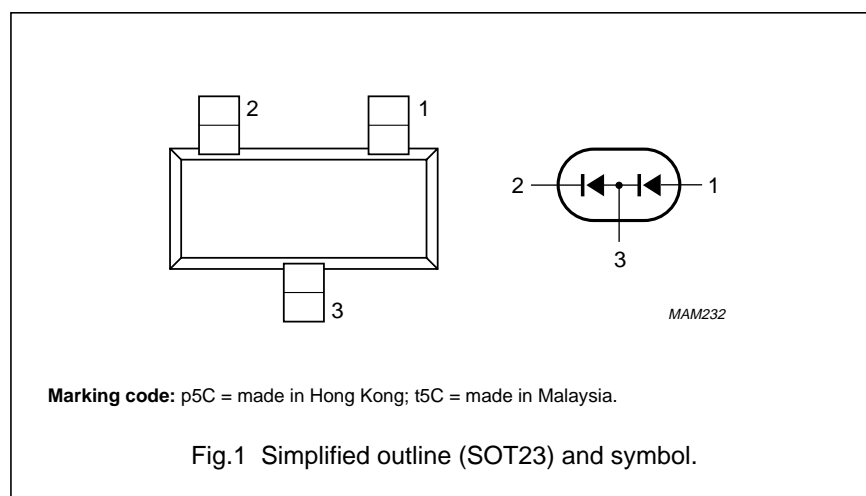 2
1
3
2
1
3
MAM232
Marking code: p5C = made in Hong Kong; t5C = made in Malaysia.
Fig.1 Simplified outline (SOT23) and symbol.